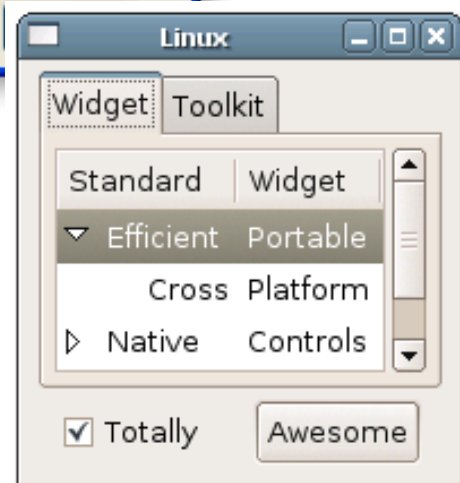 Linux
Widget Toolkit
Standard Widget
Efficient Portable
Cross Platform
Native Controls
Totally Awesome